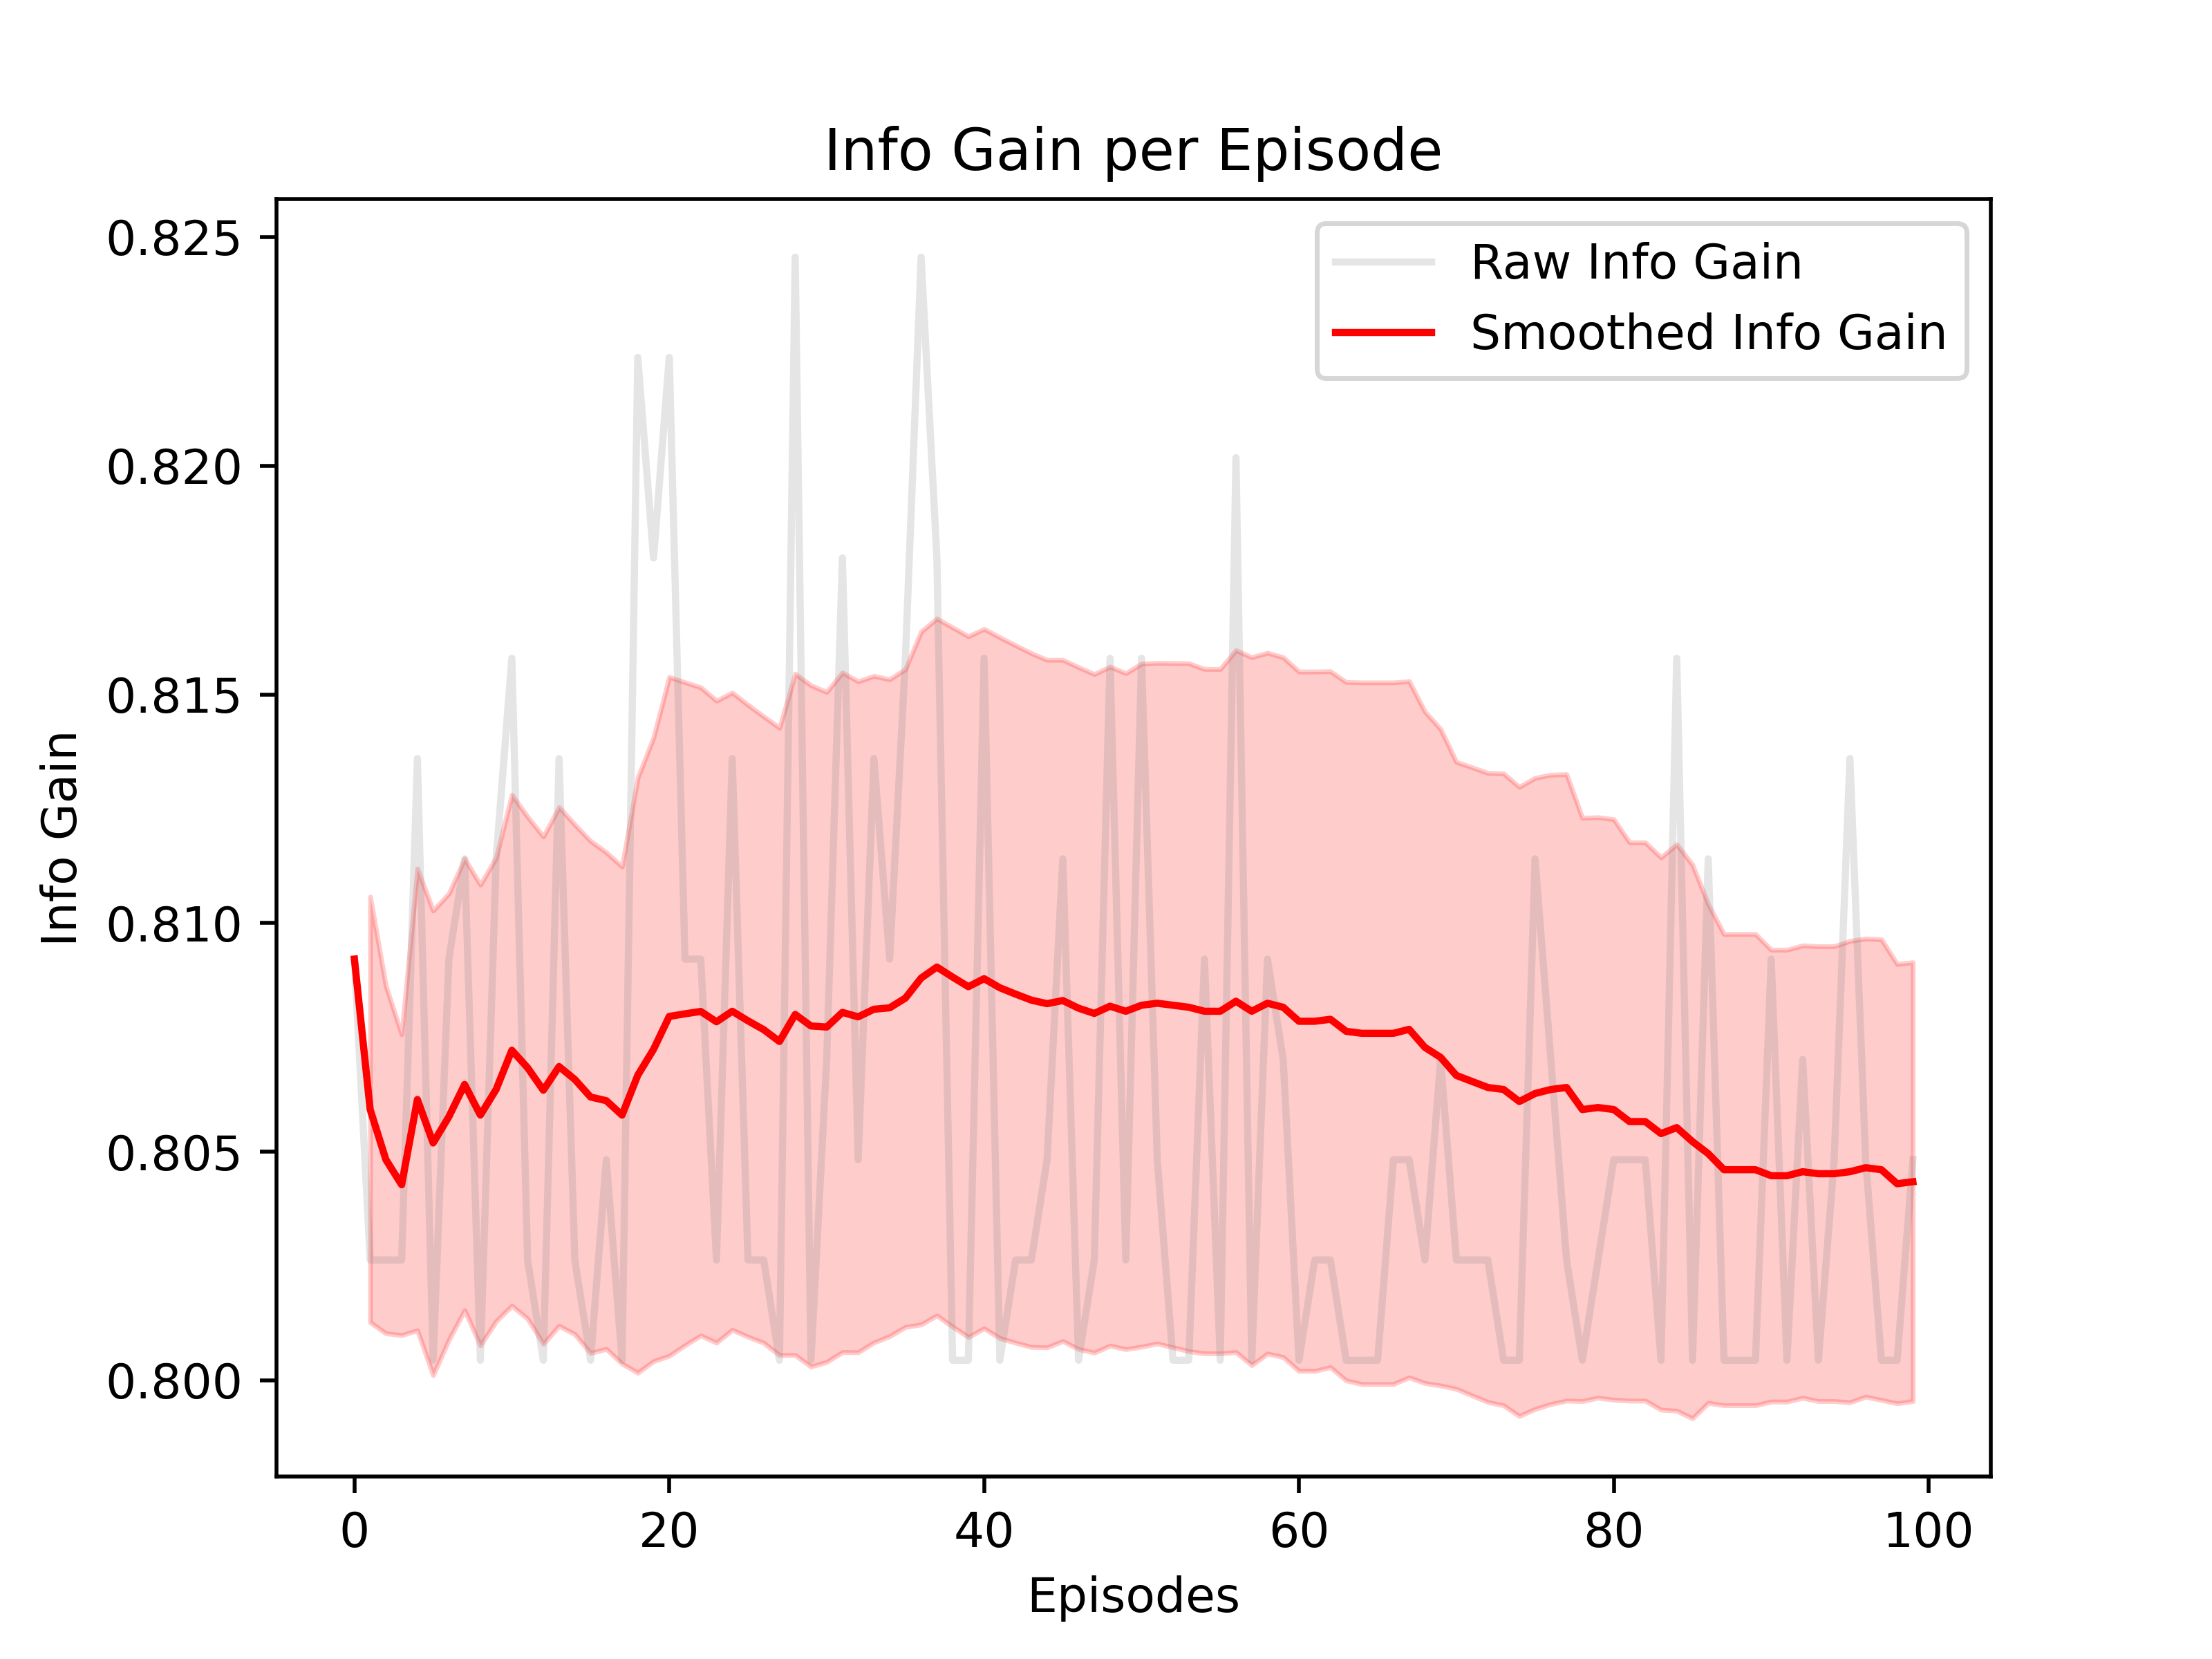 Info Gain per Episode
Raw Info Gain
Smoothed Info Gain
0.825
0.820
0.815
0.810
0.805
0.800
Info Gain
0 20 40 60 80 100
Episodes